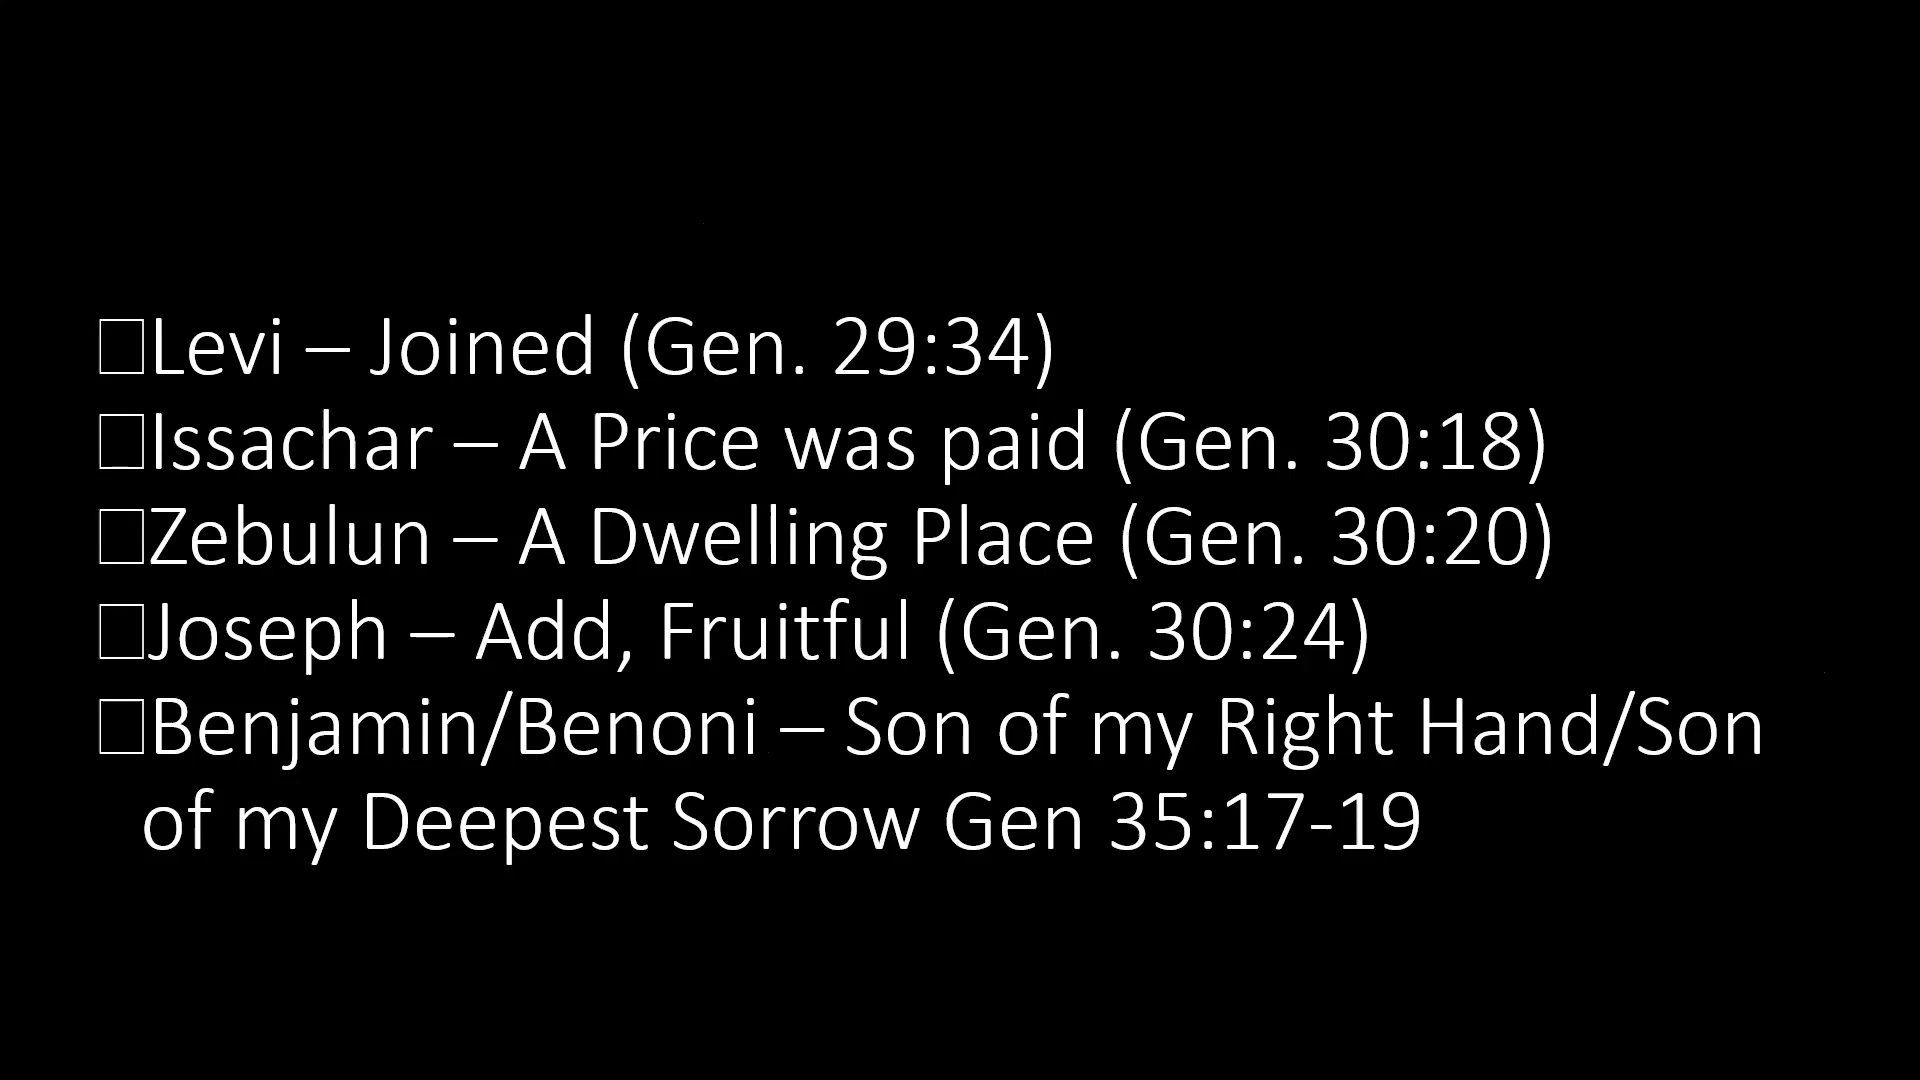 □Levi – Joined (Gen. 29:34)
□Issachar – A Price was paid (Gen. 30:18)
□Zebulun – A Dwelling Place (Gen. 30:20)
□Joseph – Add, Fruitful (Gen. 30:24)
□Benjamin/Benoni – Son of my Right Hand/Son
of my Deepest Sorrow Gen 35:17-19